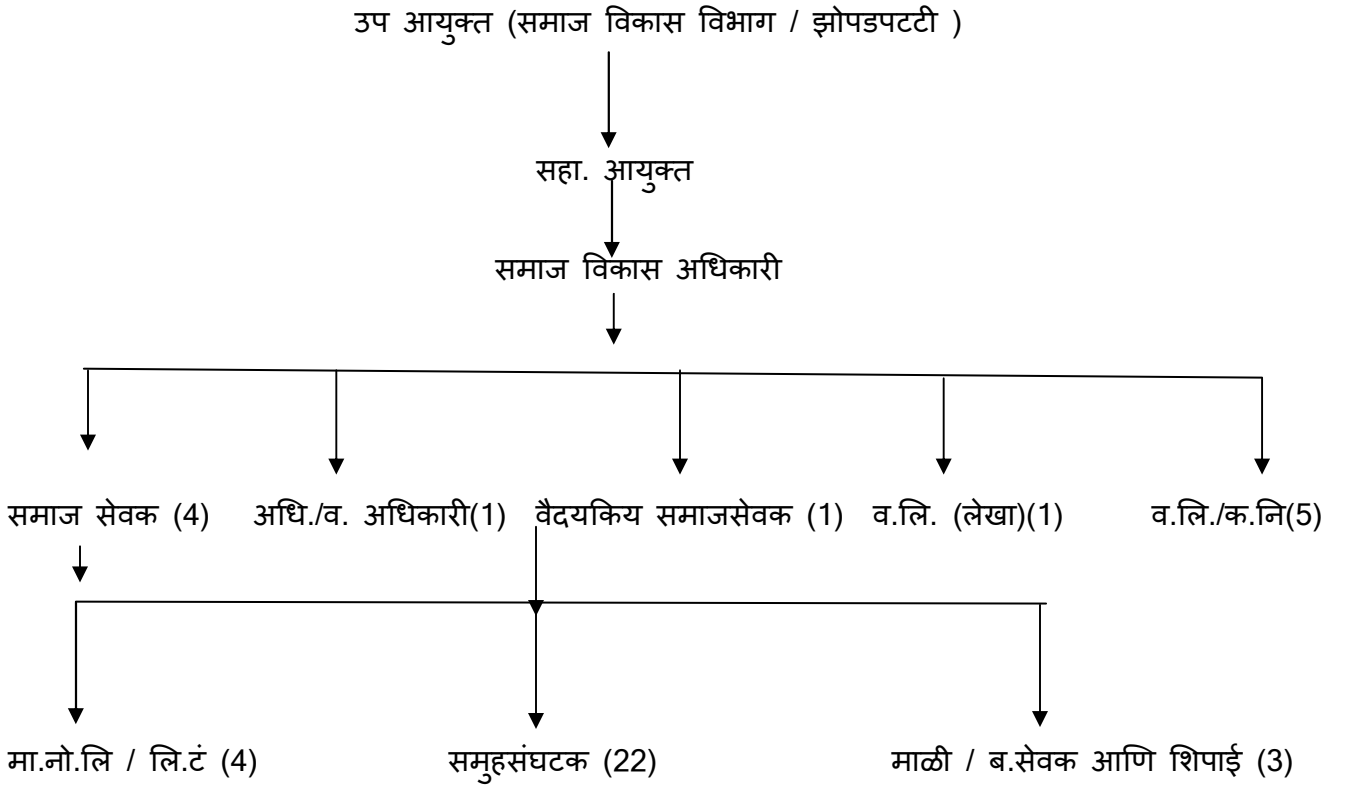 उप आयुक्त (समाज विकास विभाग / झोपडपटटी )
सहा. आयुक्त
समाज विकास अधिकारी
समाज सेवक (4) अधि./व. अधिकारी(1) वैदयकिय समाजसेवक (1) व.लि. (लेखा)(1) व.लि./क.नि(5)
मा.नो.लि / लि.टं (4) समुहसंघटक (22) माळी / ब.सेवक आणि शिपाई (3)